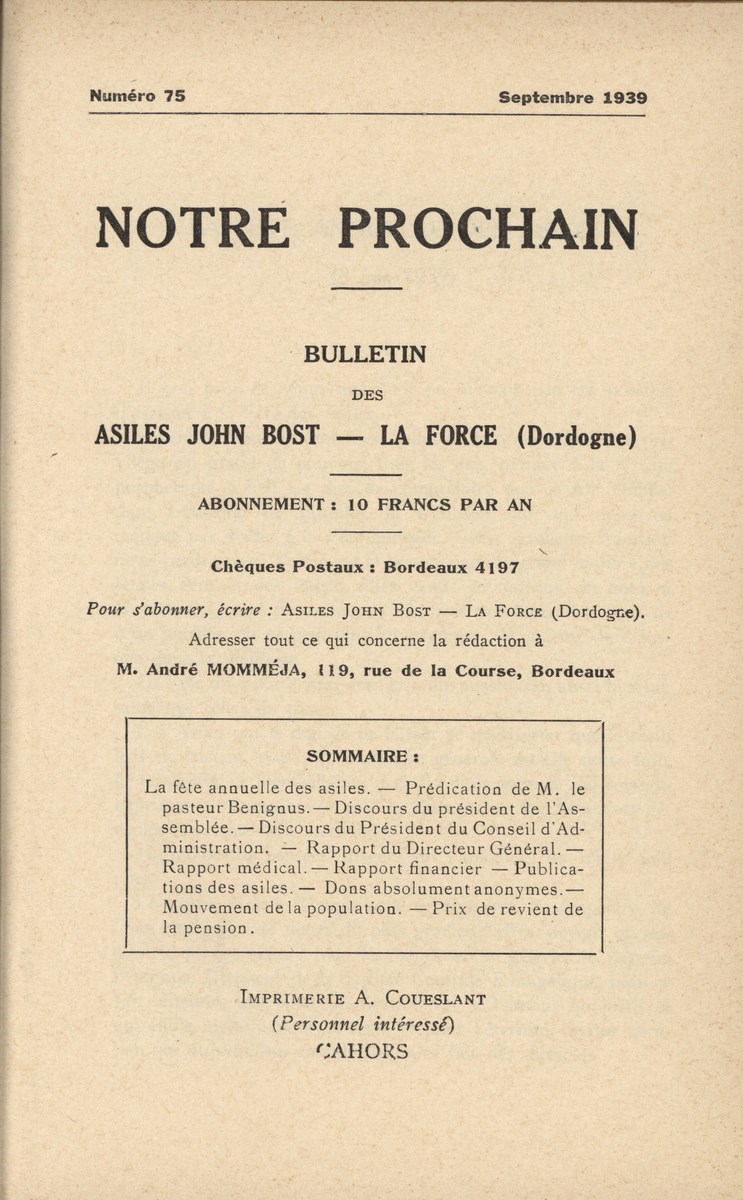 Numéro 75
Septembre 1939
NOTRE PROCHAIN
BULLETIN
DES
ASILES JOHN BOST — LA FORCE (Dordogne)
ABONNEMENT : 10 FRANCS PAR AN
Chèques Postaux : Bordeaux 4197
Pour s'abonner, écrire : ASILES JOHN BOST — LA FORCE (Dordogne).
Adresser tout ce qui concerne la rédaction à
M. André MOMMÉJA, 119, rue de la Course, Bordeaux
SOMMAIRE :
La fête annuelle des asiles. — Prédication de M. le
pasteur Benignus. — Discours du président de l'As-
semblée. — Discours du Président du Conseil d'Ad-
ministration. — Rapport du Directeur Général. —
Rapport médical. — Rapport financier — Publica-
tions des asiles. — Dons absolument anonymes. —
Mouvement de la population. — Prix de revient de
la pension.
IMPRIMERIE A. COUESLANT
(Personnel intéressé)
CAHORS